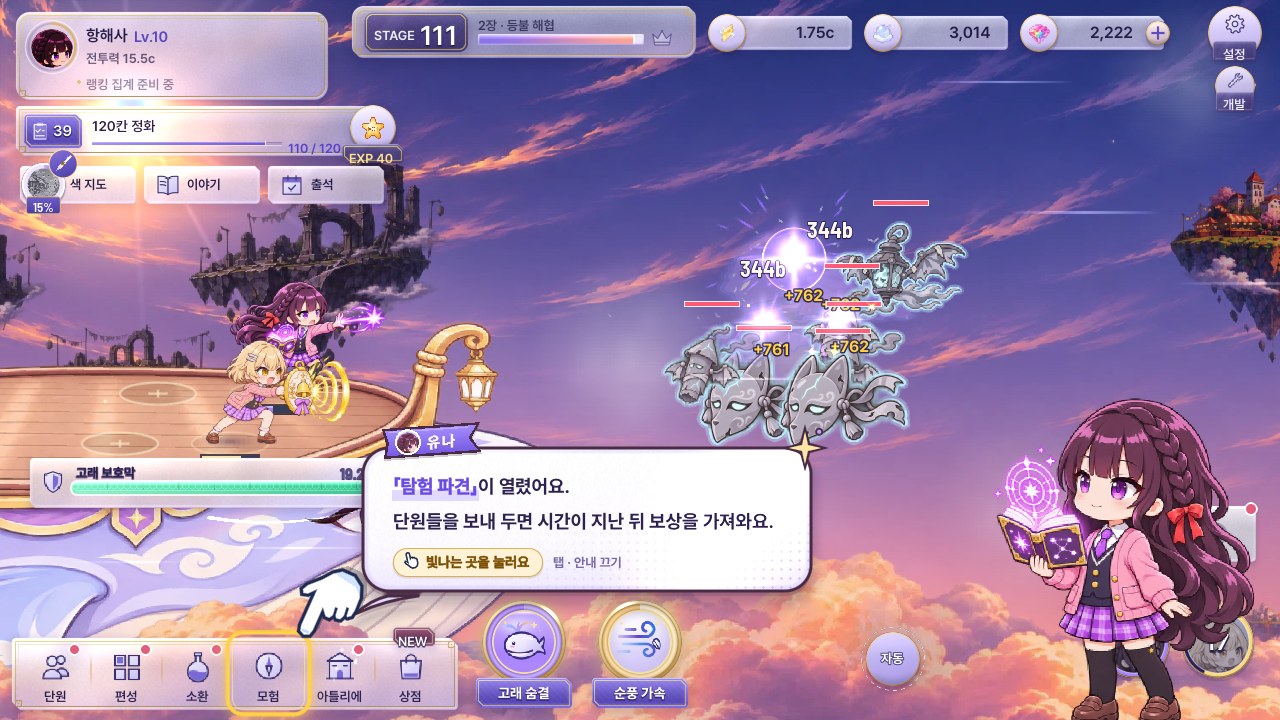 항해사 Lv.10
전투력 15.5c
랭킹 집계 준비 중
STAGE 111
2장 · 등불 해협
1.75c
3,014
2,222
설정
개발
39
120칸 정화
110 / 120
EXP 40
색 지도
15%
이야기
출석
344b
344b
+762
+761
+762
고래 보호막
19.2
유나
「탐험 파견」이 열렸어요.
단원들을 보내 두면 시간이 지난 뒤 보상을 가져와요.
빛나는 곳을 눌러요
탭 · 안내 끄기
단원
편성
소환
모험
아틀리에
NEW
상점
고래 숨결
순풍 가속
자동